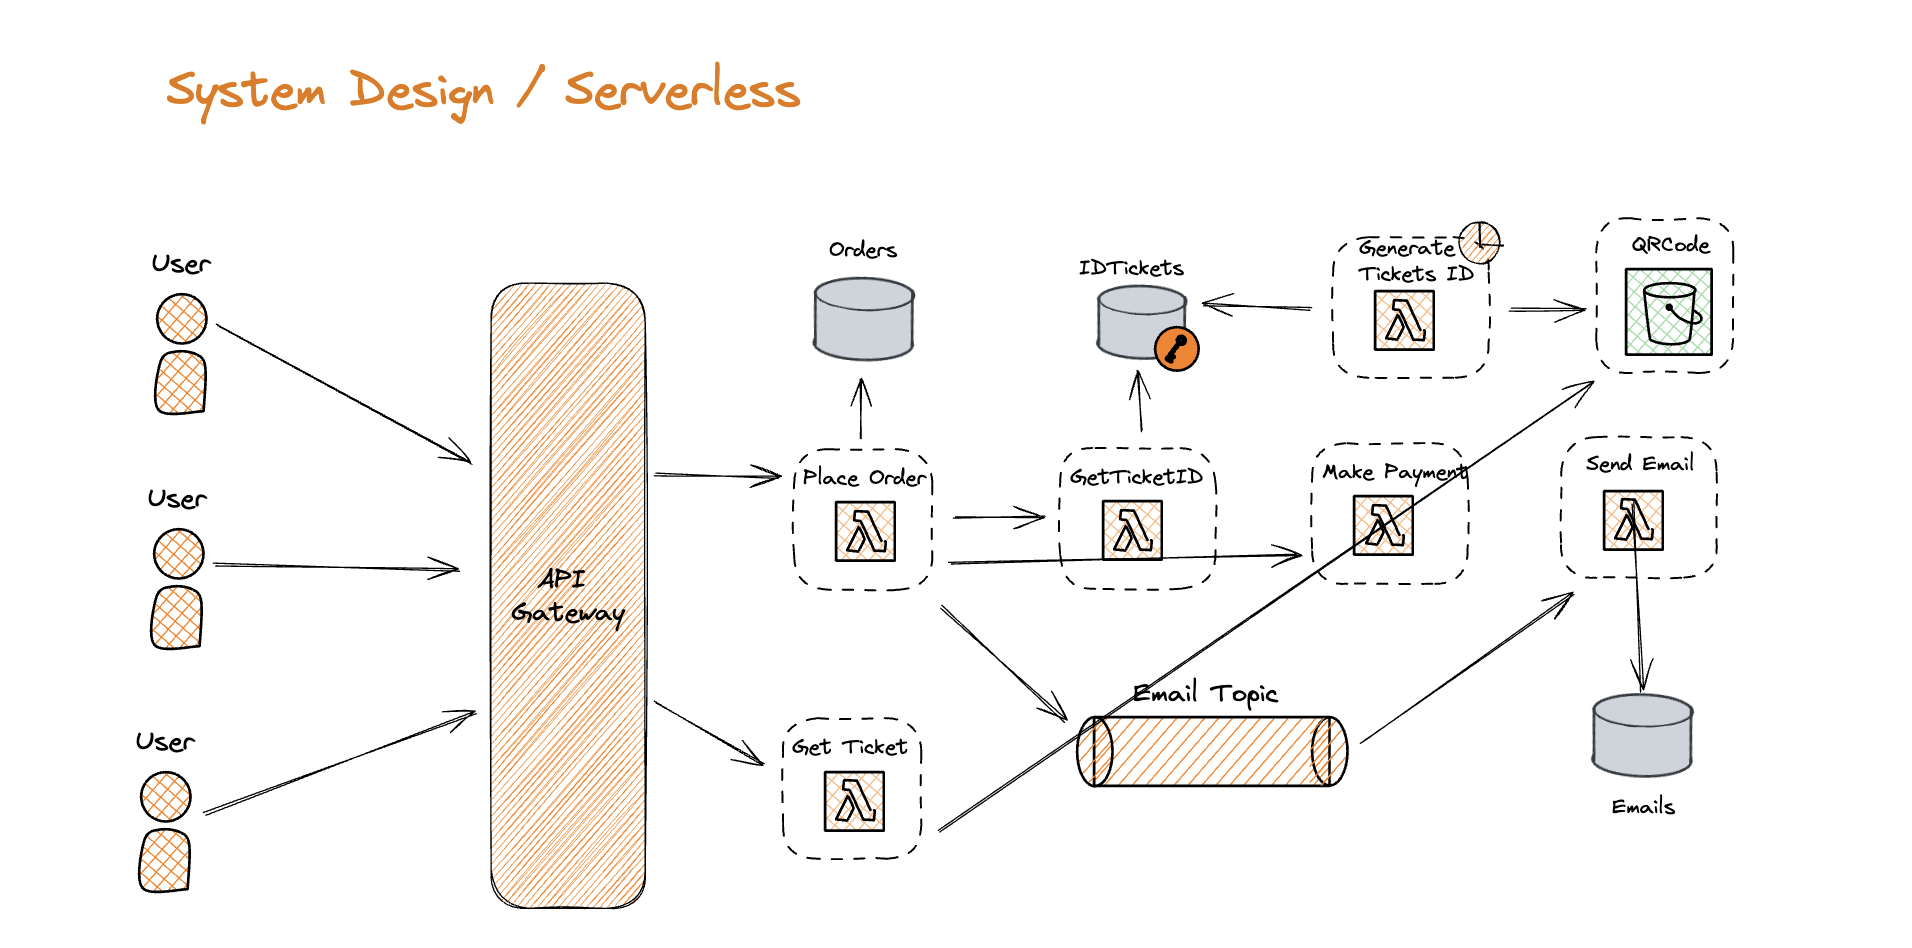 System Design / Serverless
User
User
User
API
Gateway
Orders
IDTickets
Generate
Tickets ID
QRCode
Place Order
GetTicketID
Make Payment
Send Email
Get Ticket
Email Topic
Emails